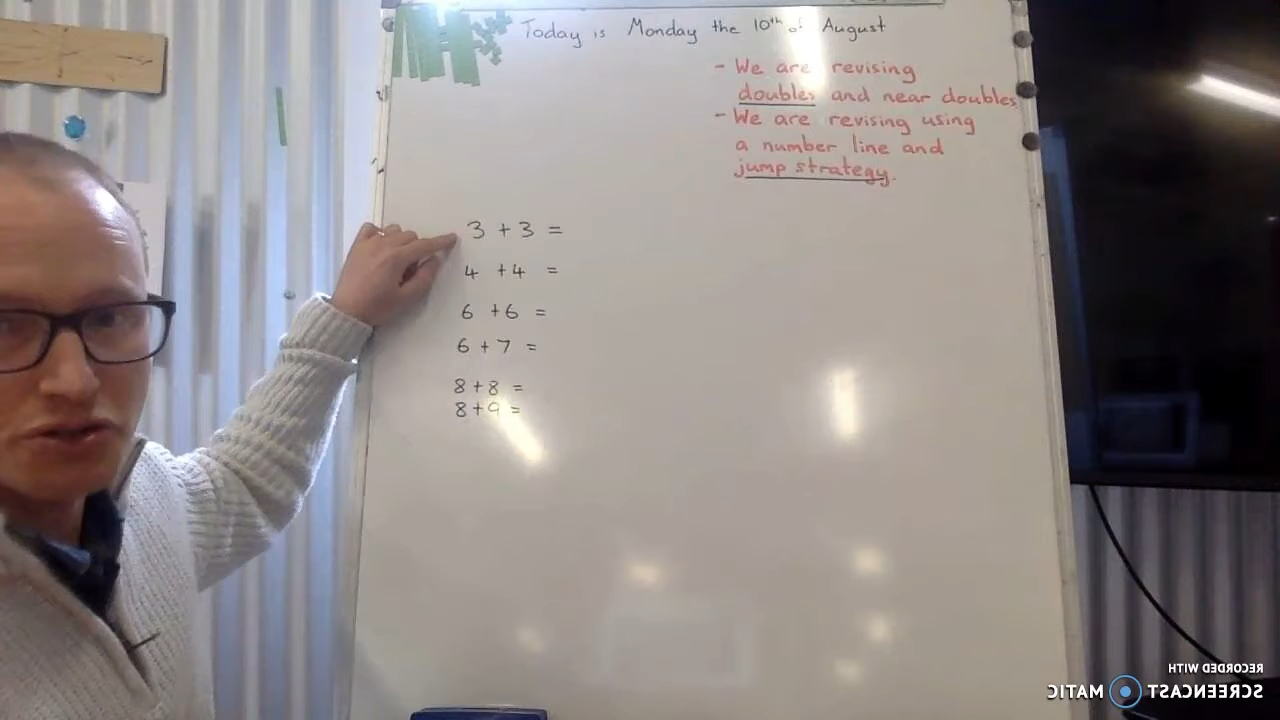 Today is Monday the 10th of August
- We are revising
doubles and near doubles
- We are revising using
a number line and
jump strategy.
3 + 3 =
4 + 4 =
6 + 6 =
6 + 7 =
8 + 8 =
8 + 9 =
RECORDED WITH
SCREENCAST MATIC